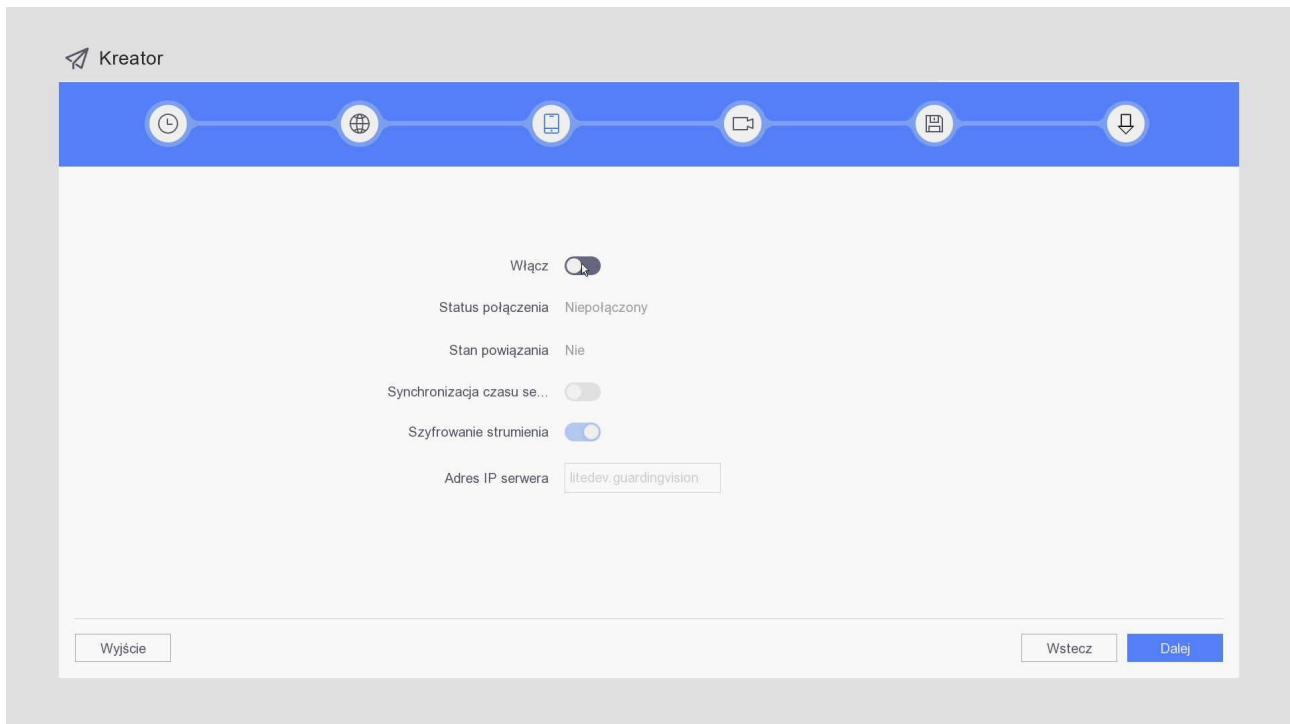 Kreator
Włącz
Status połączenia Niepołączony
Stan powiązania Nie
Synchronizacja czasu se...
Szyfrowanie strumienia
Adres IP serwera litedev.guardingvision
Wyjście Wstecz Dalej